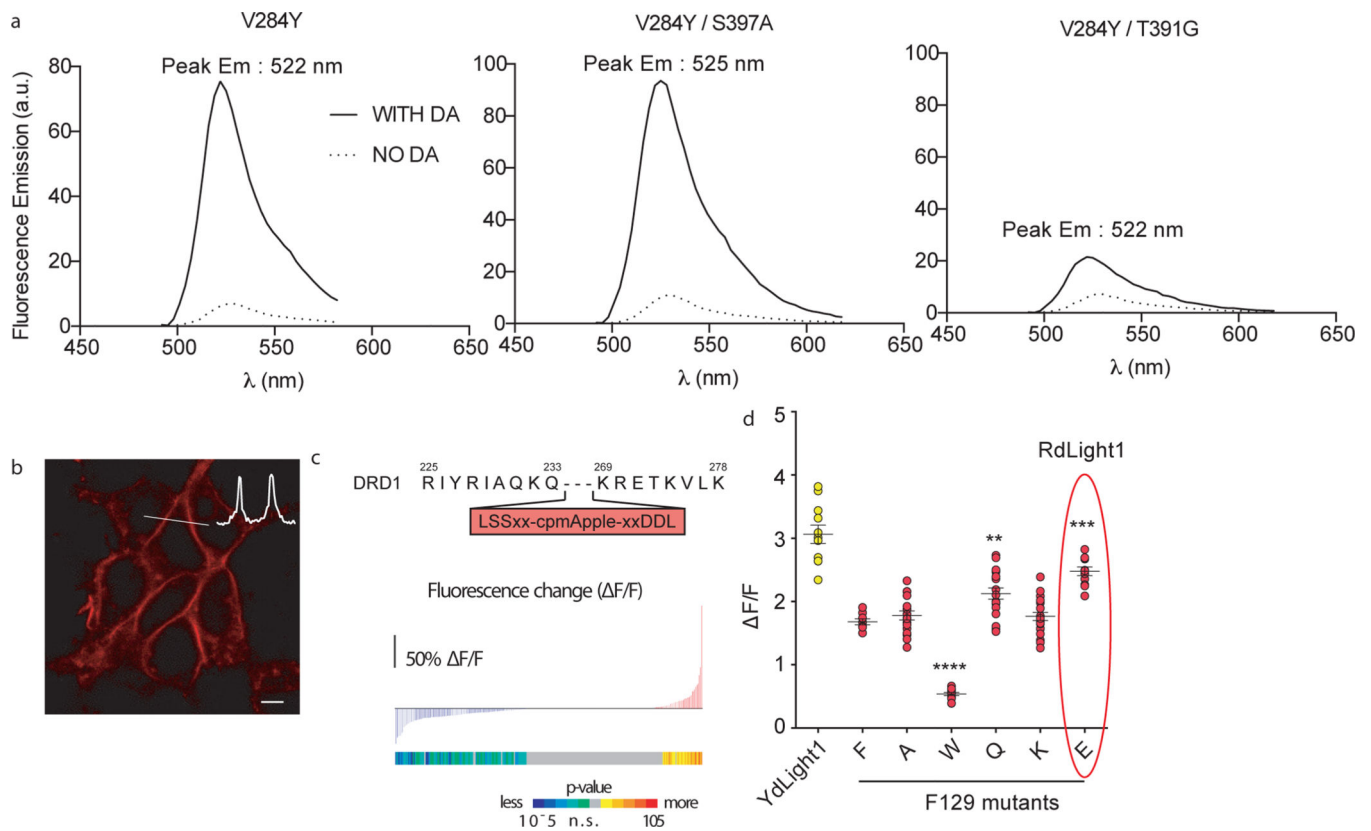 a
V284Y
V284Y / S397A
V284Y / T391G
Fluorescence Emission (a.u.)
80
60
40
20
0
450 500 550 600 650
λ (nm)
Peak Em : 522 nm
WITH DA
NO DA
100
80
60
40
20
0
450 500 550 600 650
λ (nm)
Peak Em : 525 nm
100
80
60
40
20
0
450 500 550 600 650
λ (nm)
Peak Em : 522 nm
b
c
225 233 269 278
DRD1 R I Y R I A Q K Q - - - K R E T K V L K
LSSxx-cpmApple-xxDDL
Fluorescence change (ΔF/F)
50% ΔF/F
p-value
less more
10⁻5 n.s. 105
d
ΔF/F
5
4
3
2
1
0
RdLight1
**
***
****
YdLight1 F A W Q K E
F129 mutants